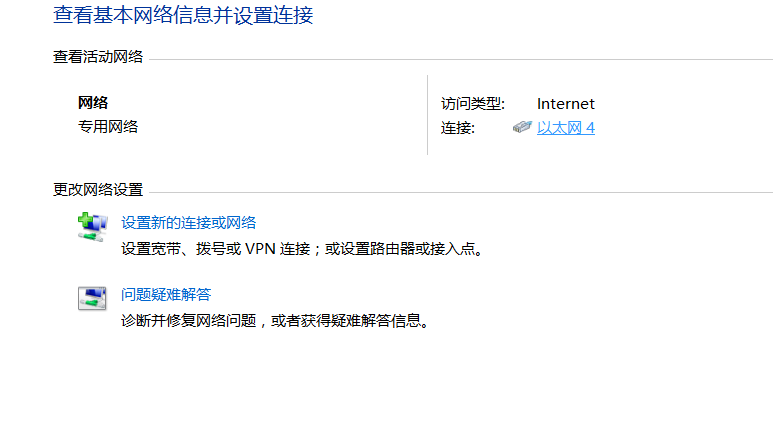 查看基本网络信息并设置连接
查看活动网络
网络
专用网络
访问类型: Internet
连接: 以太网 4
更改网络设置
设置新的连接或网络
设置宽带、拨号或 VPN 连接；或设置路由器或接入点。
问题疑难解答
诊断并修复网络问题，或者获得疑难解答信息。